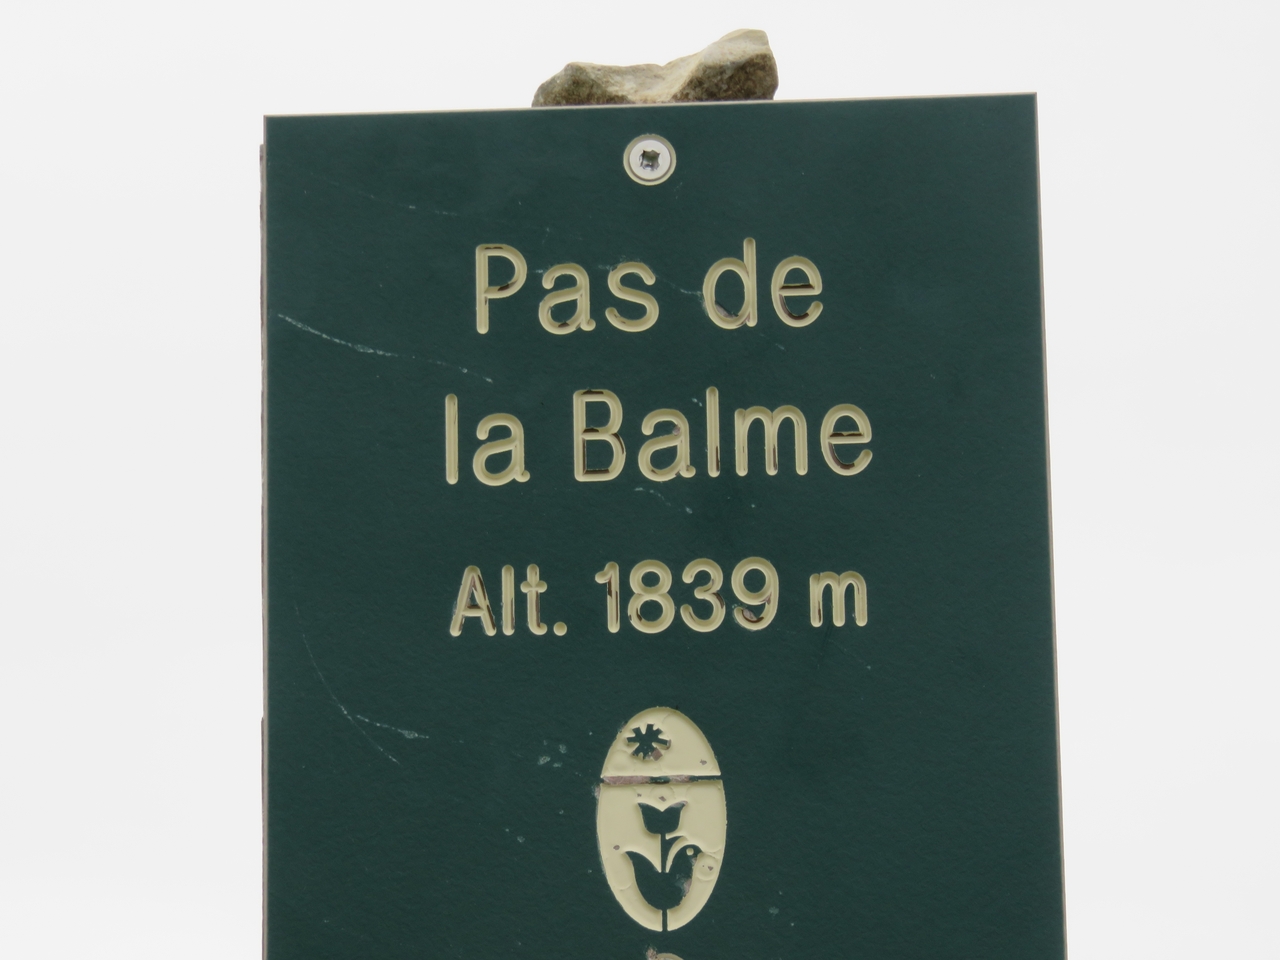 Pas de
la Balme
Alt. 1839 m